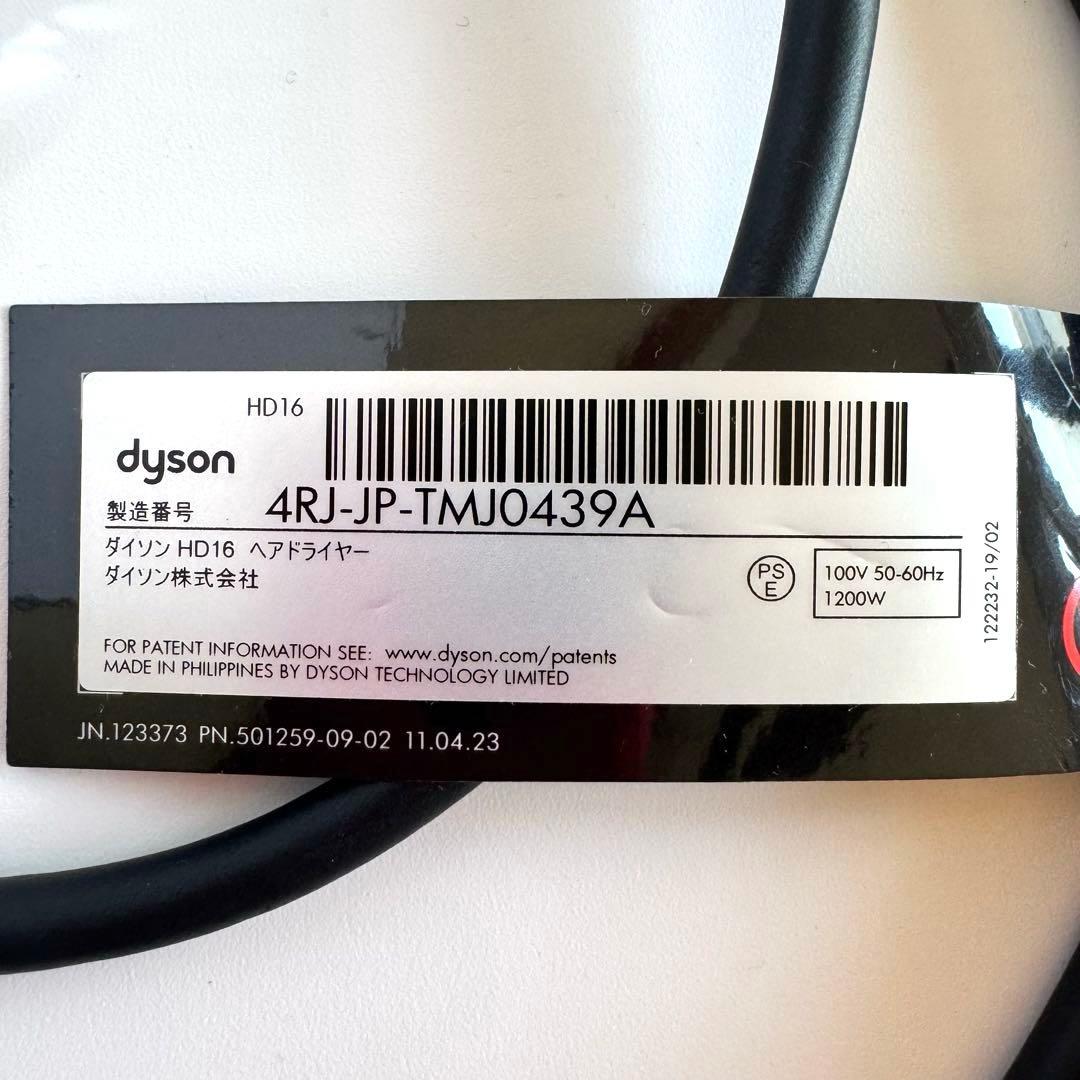 HD16
dyson
製造番号 4RJ-JP-TMJ0439A
ダイソン HD16 ヘアドライヤー
ダイソン株式会社
PS
E
100V 50-60Hz
1200W
122232-19/02
FOR PATENT INFORMATION SEE: www.dyson.com/patents
MADE IN PHILIPPINES BY DYSON TECHNOLOGY LIMITED
JN.123373 PN.501259-09-02 11.04.23